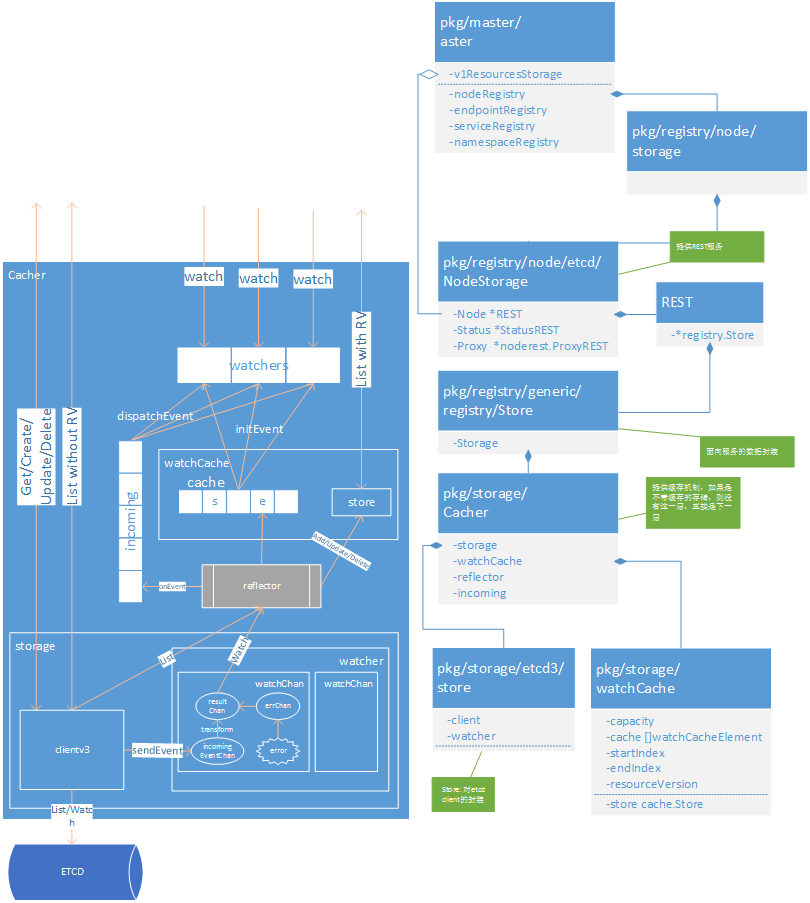 Cacher
watch
watch
watch
List with RV
watchers
dispatchEvent
initEvent
Get/Create/
Update/Delete
List without RV
incoming
watchCache
cache
s
e
store
Add/Update/Delete
onEvent
reflector
List
Watch
storage
watcher
watchChan
watchChan
result
Chan
errChan
transform
incoming
EventChan
error
clientv3
sendEvent
List/Watc
h
ETCD
pkg/master/
aster
-v1ResourcesStorage
-nodeRegistry
-endpointRegistry
-serviceRegistry
-namespaceRegistry
pkg/registry/node/
storage
提供REST服务
pkg/registry/node/etcd/
NodeStorage
-Node *REST
-Status *StatusREST
-Proxy *noderest.ProxyREST
REST
-*registry.Store
pkg/registry/generic/
registry/Store
-Storage
面向服务的数据封装
pkg/storage/
Cacher
-storage
-watchCache
-reflector
-incoming
提供缓存机制，如果是
不带缓存的存储，则没
有这一层，直接是下一
层
pkg/storage/etcd3/
store
-client
-watcher
Store: 对etcd
client的封装
pkg/storage/
watchCache
-capacity
-cache []watchCacheElement
-startIndex
-endIndex
-resourceVersion
-store cache.Store